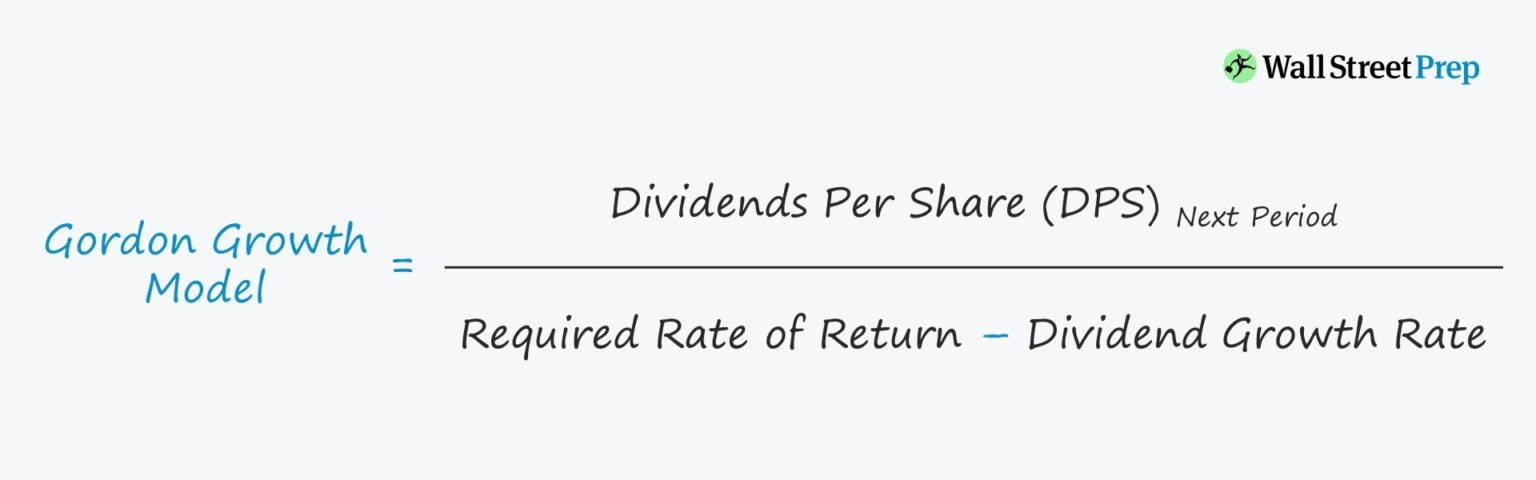 Wall Street Prep
Gordon Growth
Model
=
Dividends Per Share (DPS) Next Period
Required Rate of Return – Dividend Growth Rate